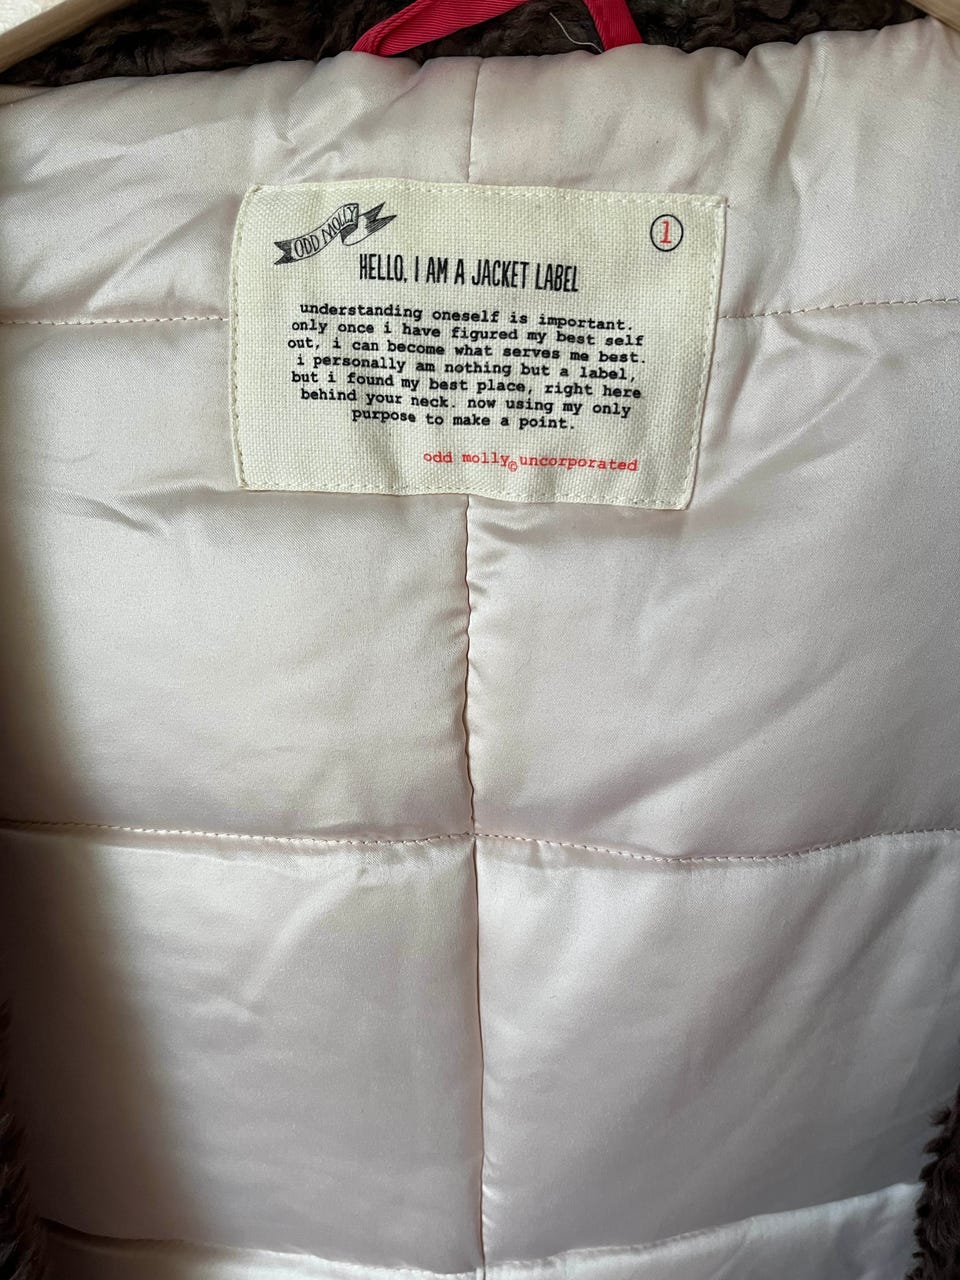 ODD MOLLY
1
HELLO, I AM A JACKET LABEL
understanding oneself is important.
only once i have figured my best self
out, i can become what serves me best.
i personally am nothing but a label,
but i found my best place, right here
behind your neck. now using my only
purpose to make a point.
odd molly©uncorporated